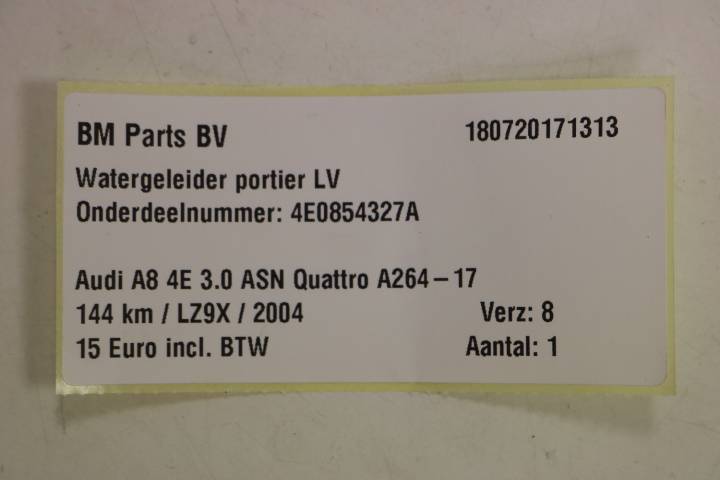 BM Parts BV 180720171313
Watergeleider portier LV
Onderdeelnummer: 4E0854327A
Audi A8 4E 3.0 ASN Quattro A264-17
144 km / LZ9X / 2004 Verz: 8
15 Euro incl. BTW Aantal: 1